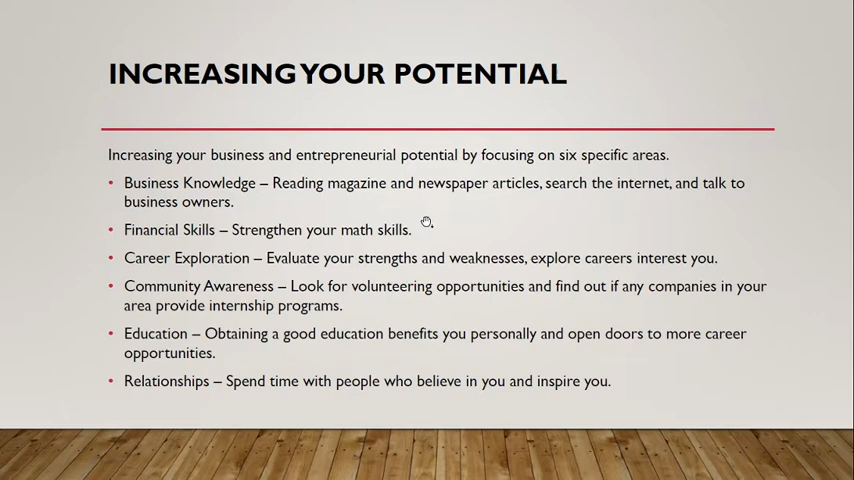 INCREASING YOUR POTENTIAL
Increasing your business and entrepreneurial potential by focusing on six specific areas.
• Business Knowledge – Reading magazine and newspaper articles, search the internet, and talk to
business owners.
• Financial Skills – Strengthen your math skills.
• Career Exploration – Evaluate your strengths and weaknesses, explore careers interest you.
• Community Awareness – Look for volunteering opportunities and find out if any companies in your
area provide internship programs.
• Education – Obtaining a good education benefits you personally and open doors to more career
opportunities.
• Relationships – Spend time with people who believe in you and inspire you.